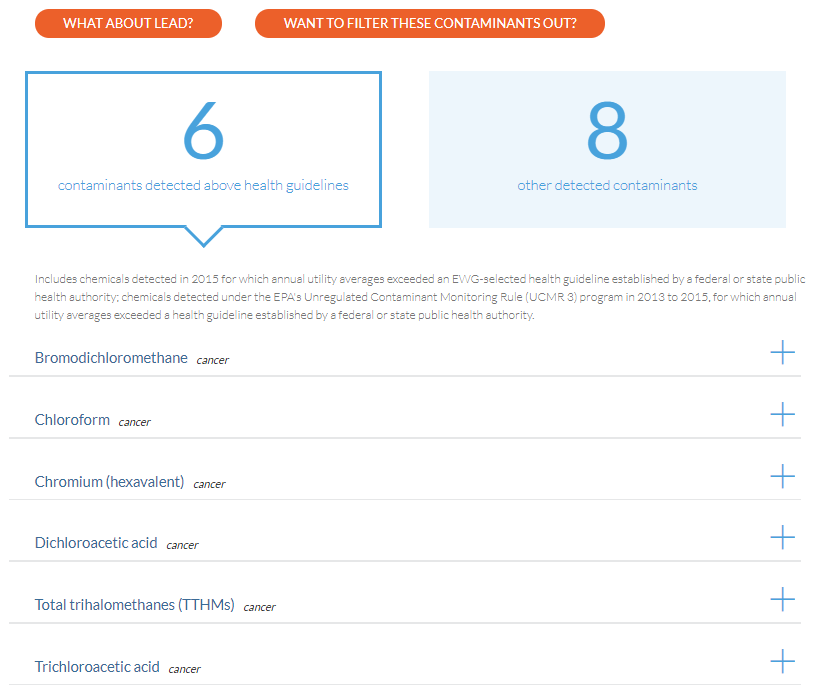 WHAT ABOUT LEAD?
WANT TO FILTER THESE CONTAMINANTS OUT?
6
contaminants detected above health guidelines
8
other detected contaminants
Includes chemicals detected in 2015 for which annual utility averages exceeded an EWG-selected health guideline established by a federal or state public
health authority; chemicals detected under the EPA's Unregulated Contaminant Monitoring Rule (UCMR 3) program in 2013 to 2015, for which annual
utility averages exceeded a health guideline established by a federal or state public health authority.
Bromodichloromethane cancer
Chloroform cancer
Chromium (hexavalent) cancer
Dichloroacetic acid cancer
Total trihalomethanes (TTHMs) cancer
Trichloroacetic acid cancer